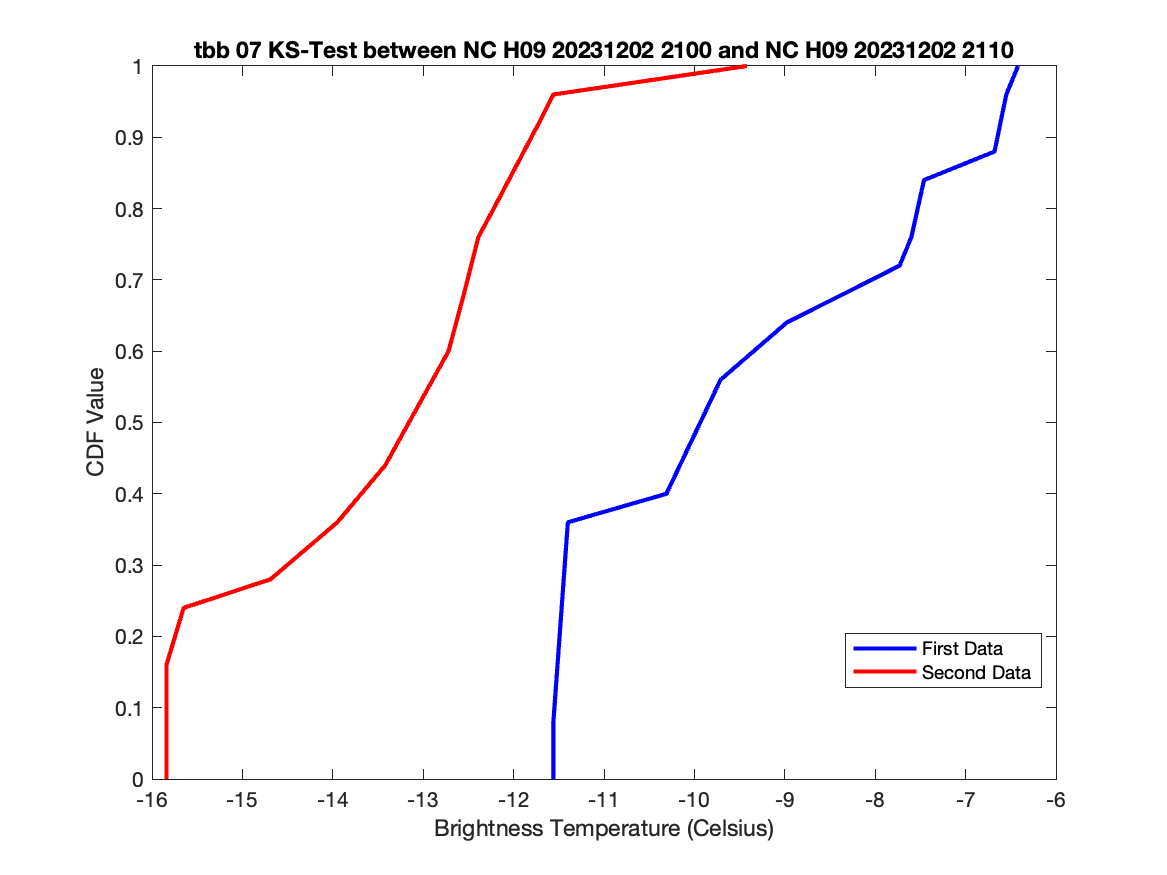 tbb 07 KS-Test between NC H09 20231202 2100 and NC H09 20231202 2110
1
0.9
0.8
0.7
0.6
0.5
0.4
0.3
0.2
0.1
0
CDF Value
First Data
Second Data
-16 -15 -14 -13 -12 -11 -10 -9 -8 -7 -6
Brightness Temperature (Celsius)